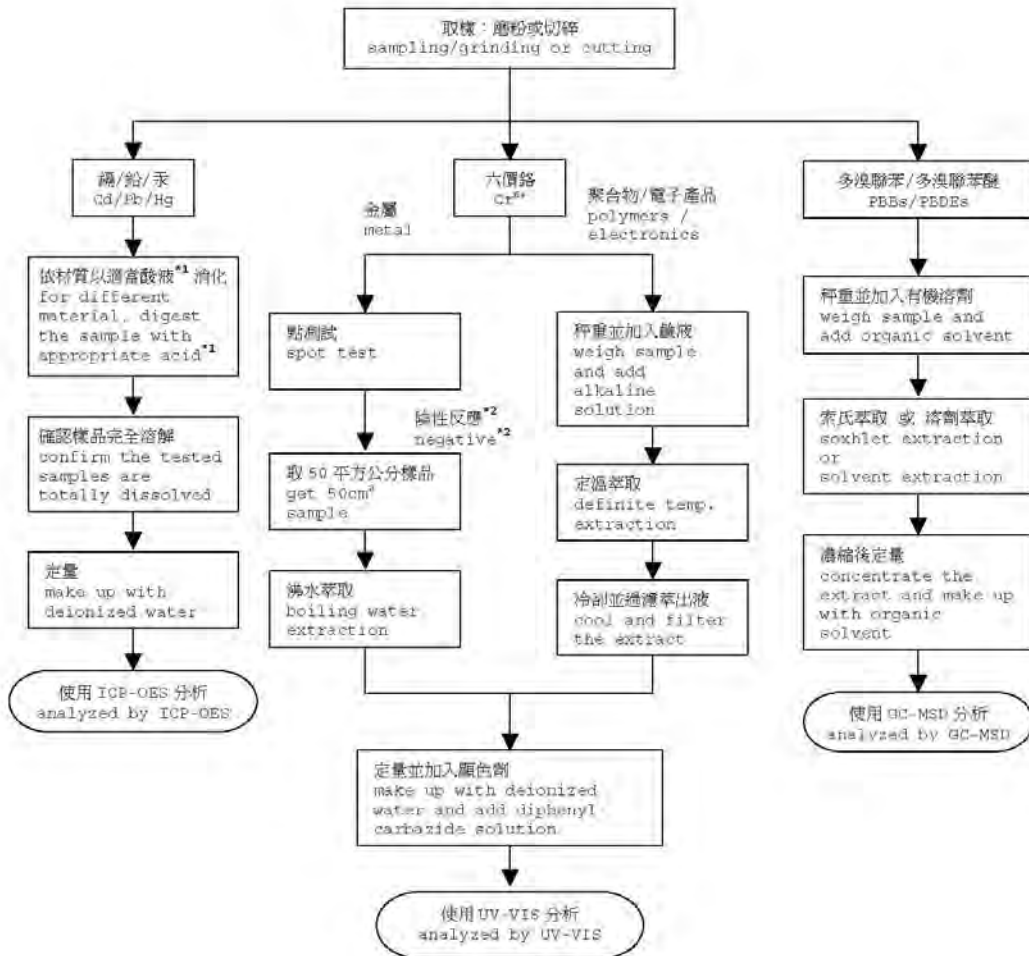 取樣：磨粉或切碎
sampling/grinding or cutting
鎘/鉛/汞
Cd/Pb/Hg
依材質以適當酸液*1 消化
for different
material, digest
the sample with
appropriate acid*1
確認樣品完全溶解
confirm the tested
samples are
totally dissolved
定量
make up with
deionized water
使用 ICP-OES 分析
analyzed by ICP-OES
六價鉻
Cr6+
金屬
metal
聚合物/電子產品
polymers /
electronics
點測試
spot test
陰性反應*2
negative*2
取 50 平方公分樣品
get 50cm²
sample
沸水萃取
boiling water
extraction
秤重並加入鹼液
weigh sample
and add
alkaline
solution
定溫萃取
definite temp.
extraction
冷卻並過濾萃出液
cool and filter
the extract
定量並加入顯色劑
make up with deionized
water and add diphenyl
carbazide solution
使用 UV-VIS 分析
analyzed by UV-VIS
多溴聯苯/多溴聯苯醚
PBBs/PBDEs
秤重並加入有機溶劑
weigh sample and
add organic solvent
索氏萃取 或 溶劑萃取
soxhlet extraction
or
solvent extraction
濃縮後定量
concentrate the
extract and make up
with organic
solvent
使用 GC-MSD 分析
analyzed by GC-MSD